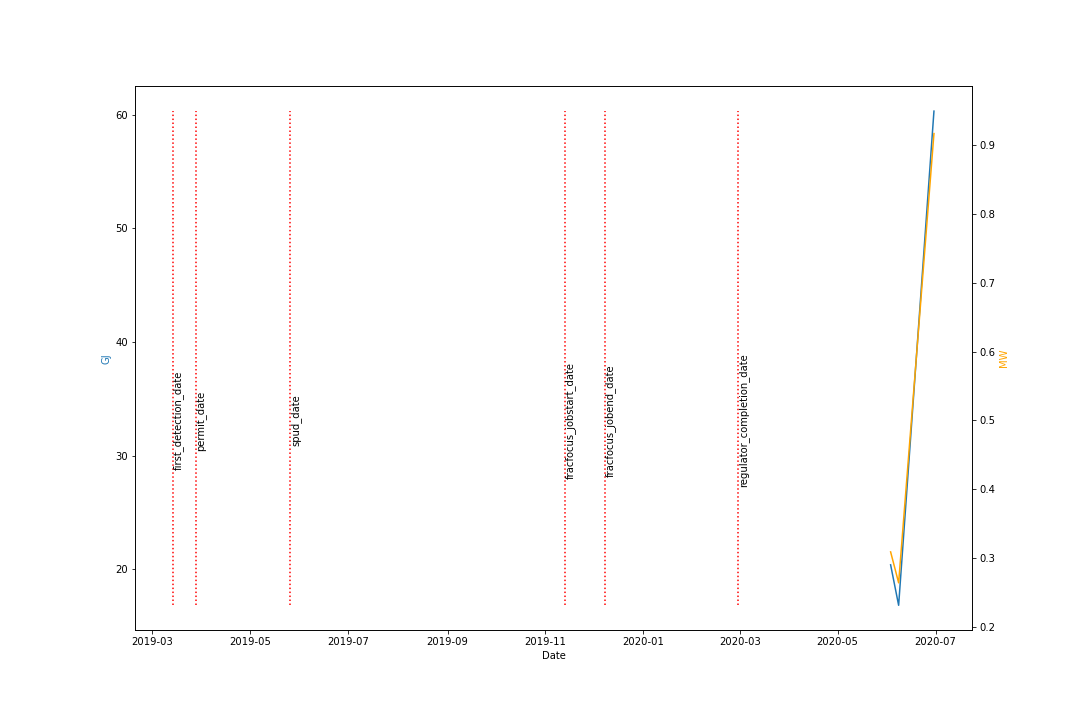 60
50
40
30
20
GJ
first_detection_date
permit_date
spud_date
fracfocus_jobstart_date
fracfocus_jobend_date
regulator_completion_date
0.9
0.8
0.7
0.6
0.5
0.4
0.3
0.2
MW
2019-03
2019-05
2019-07
2019-09
2019-11
2020-01
2020-03
2020-05
2020-07
Date